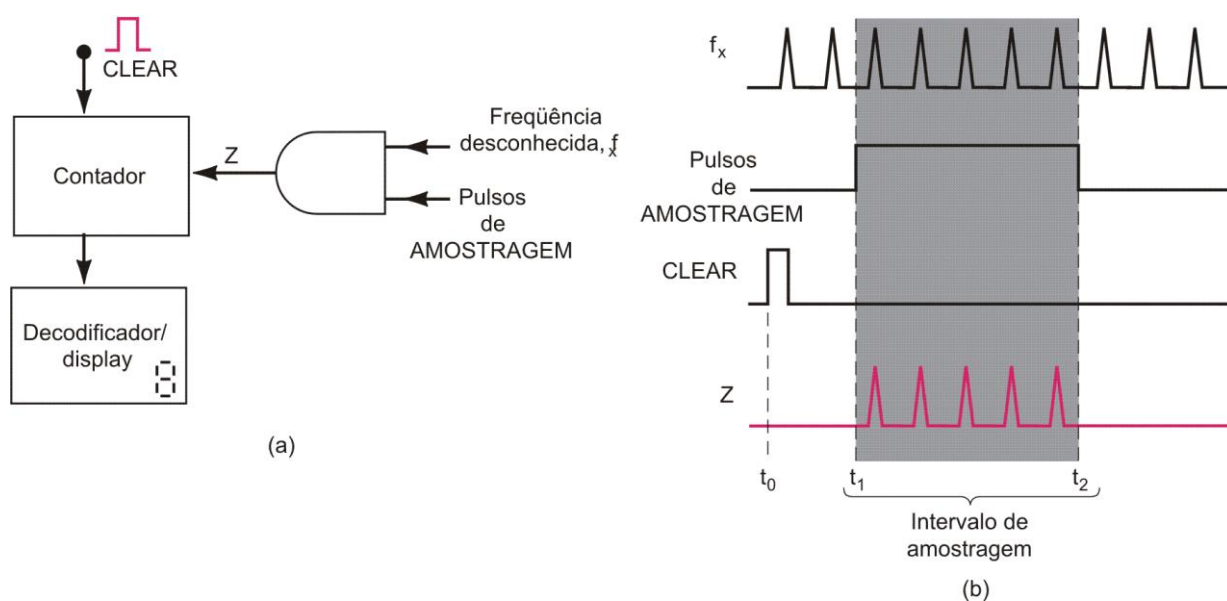 CLEAR
Contador
Z
Freqüência
desconhecida, fx
Pulsos
de
AMOSTRAGEM
Decodificador/
display
(a)
fx
Pulsos
de
AMOSTRAGEM
CLEAR
Z
t0
t1
t2
Intervalo de
amostragem
(b)